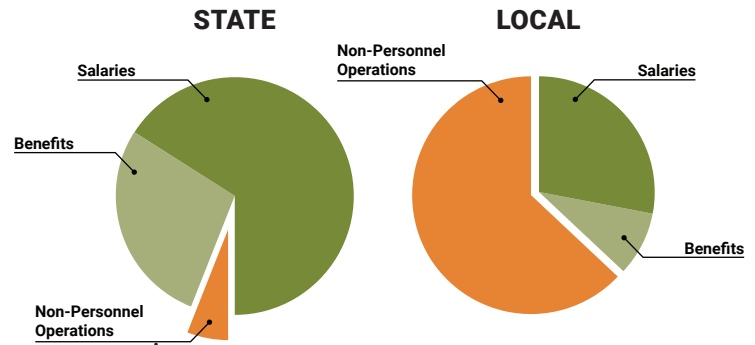 STATE
Salaries
Benefits
Non-Personnel
Operations
LOCAL
Non-Personnel
Operations
Salaries
Benefits